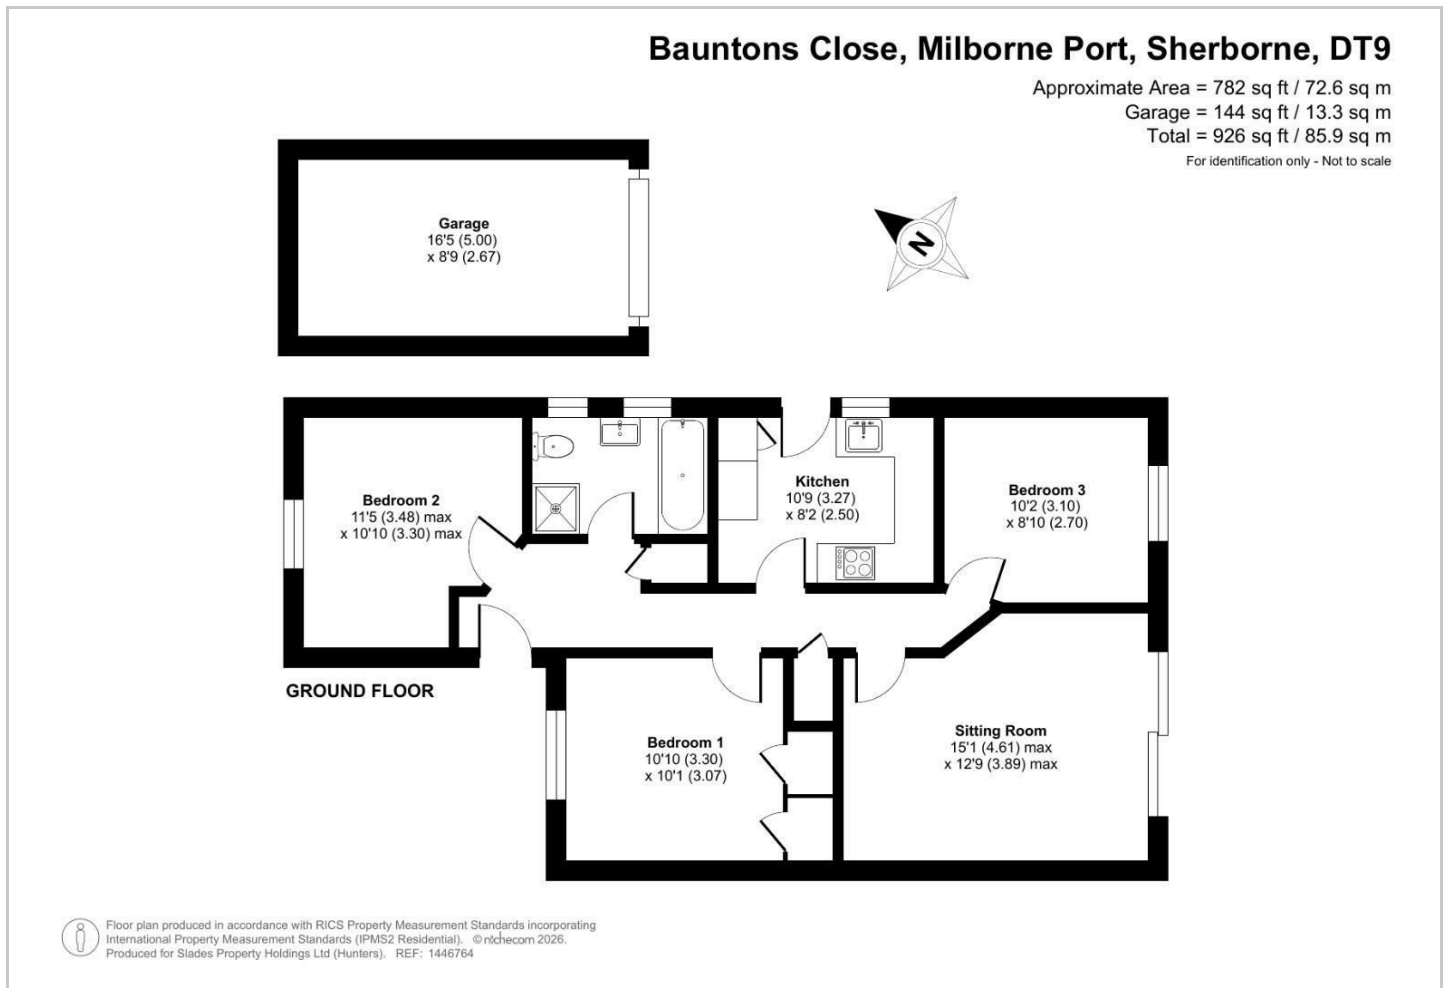 Bauntons Close, Milborne Port, Sherborne, DT9
Approximate Area = 782 sq ft / 72.6 sq m
Garage = 144 sq ft / 13.3 sq m
Total = 926 sq ft / 85.9 sq m
For identification only - Not to scale
Garage
16'5 (5.00)
x 8'9 (2.67)
N
Bedroom 2
11'5 (3.48) max
x 10'10 (3.30) max
Kitchen
10'9 (3.27)
x 8'2 (2.50)
Bedroom 3
10'2 (3.10)
x 8'10 (2.70)
GROUND FLOOR
Bedroom 1
10'10 (3.30)
x 10'1 (3.07)
Sitting Room
15'1 (4.61) max
x 12'9 (3.89) max
Floor plan produced in accordance with RICS Property Measurement Standards incorporating
International Property Measurement Standards (IPMS2 Residential). ©nichecom 2026.
Produced for Slades Property Holdings Ltd (Hunters). REF: 1446764